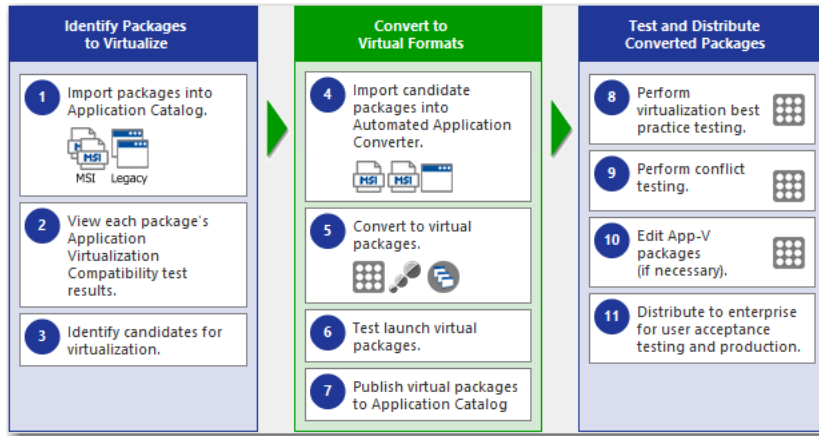 Identify Packages
to Virtualize
1
Import packages into
Application Catalog.
MSI
MSI Legacy
2
View each package's
Application
Virtualization
Compatibility test
results.
3
Identify candidates for
virtualization.
Convert to
Virtual Formats
4
Import candidate
packages into
Automated Application
Converter.
MSI MSI
5
Convert to virtual
packages.
6
Test launch virtual
packages.
7
Publish virtual packages
to Application Catalog
Test and Distribute
Converted Packages
8
Perform
virtualization best
practice testing.
9
Perform conflict
testing.
10
Edit App-V
packages
(if necessary).
11
Distribute to enterprise
for user acceptance
testing and production.